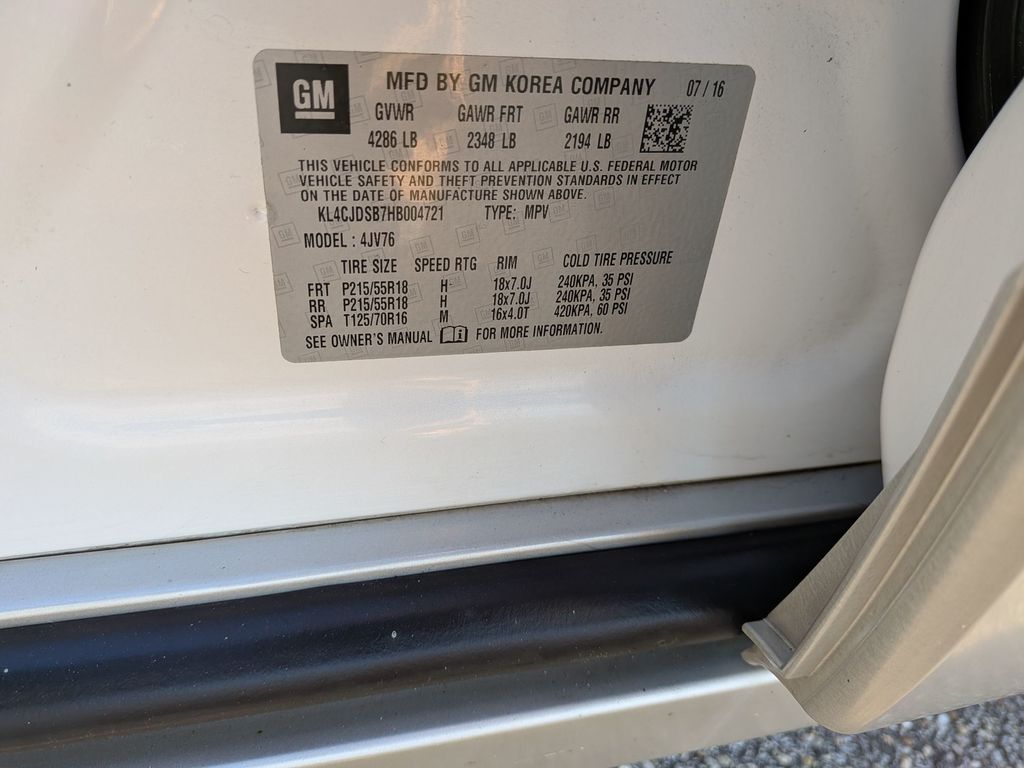 GM
MFD BY GM KOREA COMPANY 07 / 16
GVWR GAWR FRT GAWR RR
4286 LB 2348 LB 2194 LB
THIS VEHICLE CONFORMS TO ALL APPLICABLE U.S. FEDERAL MOTOR
VEHICLE SAFETY AND THEFT PREVENTION STANDARDS IN EFFECT
ON THE DATE OF MANUFACTURE SHOWN ABOVE.
KL4CJDSB7HB004721 TYPE: MPV
MODEL : 4JV76
TIRE SIZE SPEED RTG RIM COLD TIRE PRESSURE
FRT P215/55R18 H 18x7.0J 240KPA, 35 PSI
RR P215/55R18 H 18x7.0J 240KPA, 35 PSI
SPA T125/70R16 M 16x4.0T 420KPA, 60 PSI
SEE OWNER'S MANUAL FOR MORE INFORMATION.